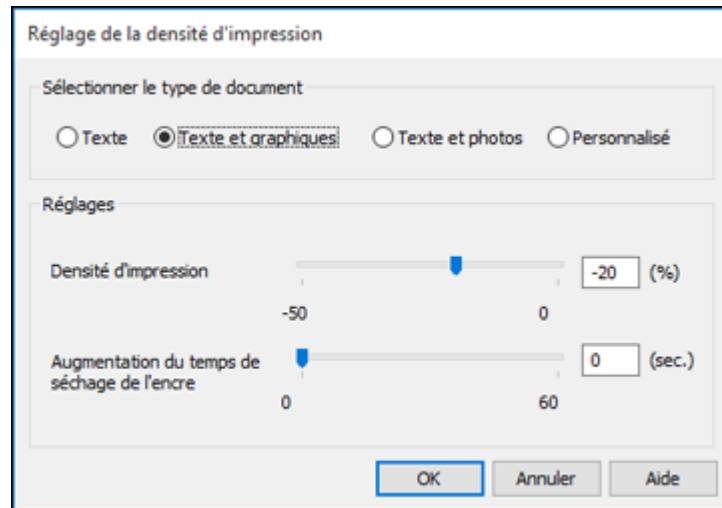 Réglage de la densité d'impression
Sélectionner le type de document
Texte Texte et graphiques Texte et photos Personnalisé
Réglages
Densité d'impression -20 (%)
-50 0
Augmentation du temps de séchage de l'encre 0 (sec.)
0 60
OK Annuler Aide